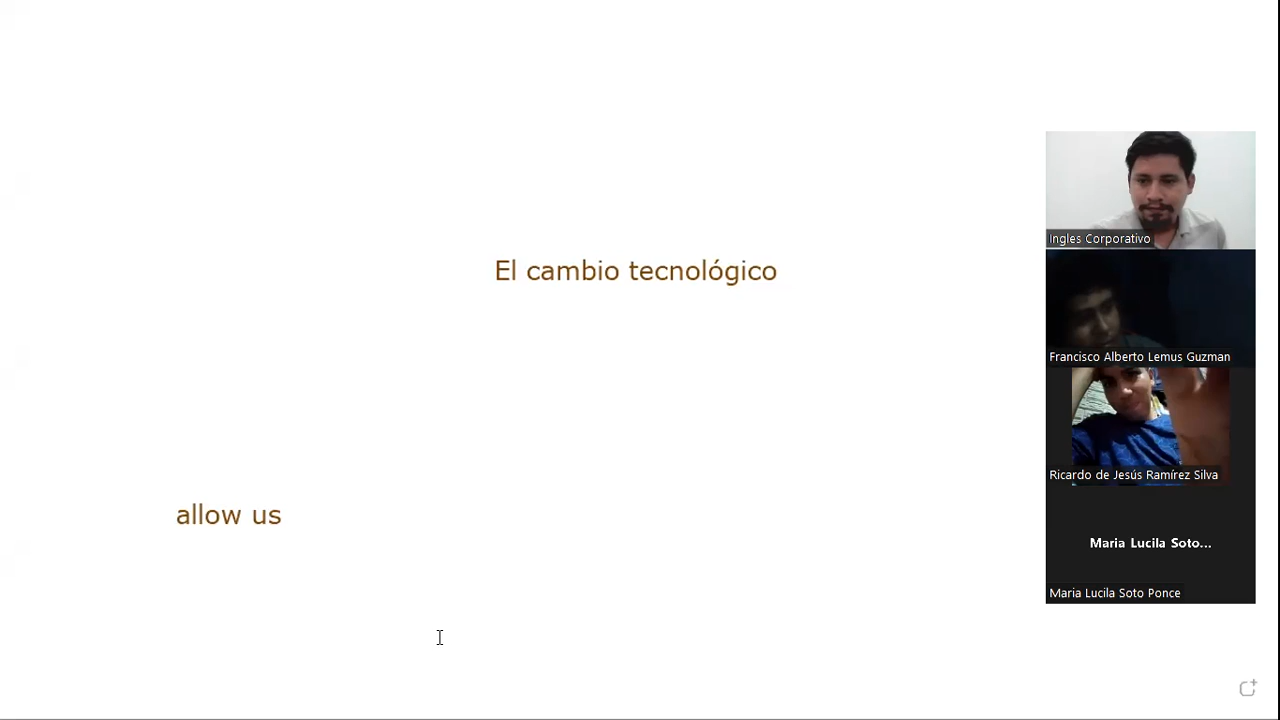 El cambio tecnológico
allow us
Ingles Corporativo
Francisco Alberto Lemus Guzman
Ricardo de Jesús Ramírez Silva
Maria Lucila Soto...
Maria Lucila Soto Ponce